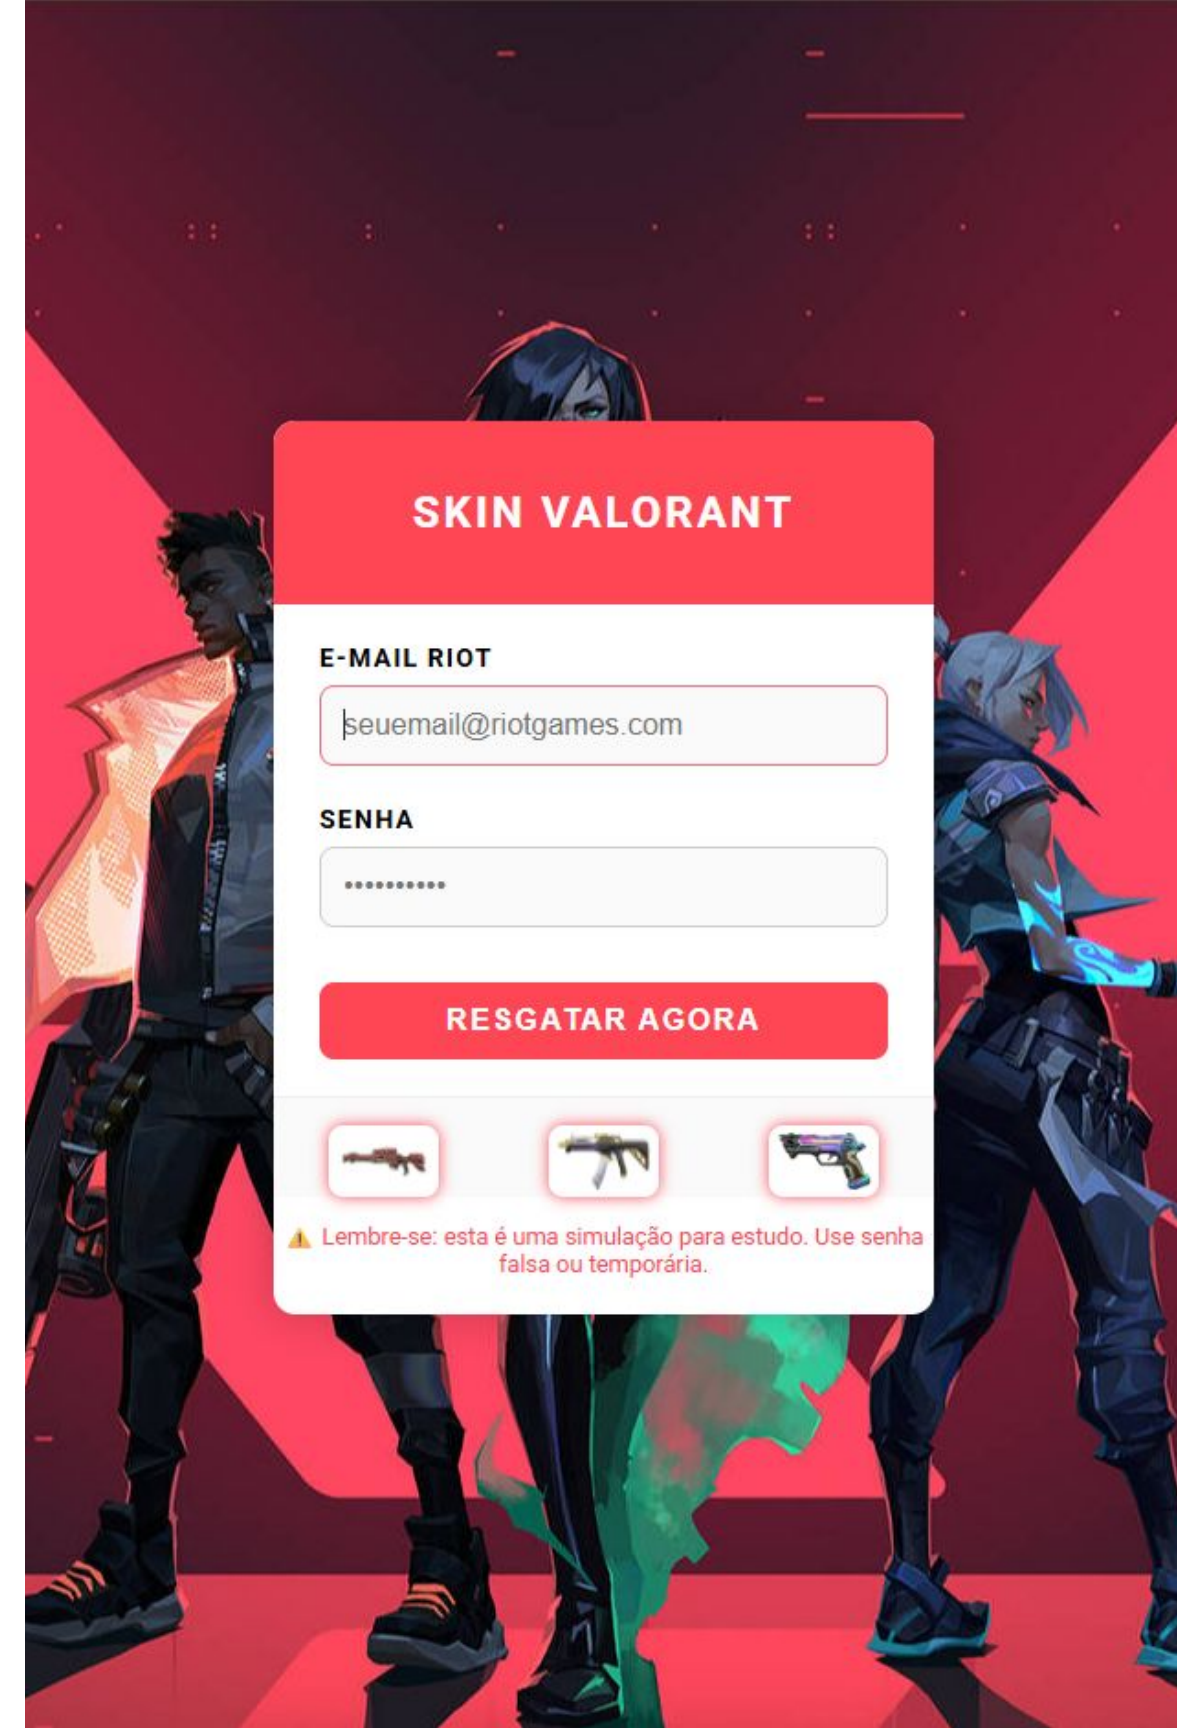 SKIN VALORANT
E-MAIL RIOT
seuemail@riotgames.com
SENHA
••••••••••
RESGATAR AGORA
⚠️ Lembre-se: esta é uma simulação para estudo. Use senha
falsa ou temporária.